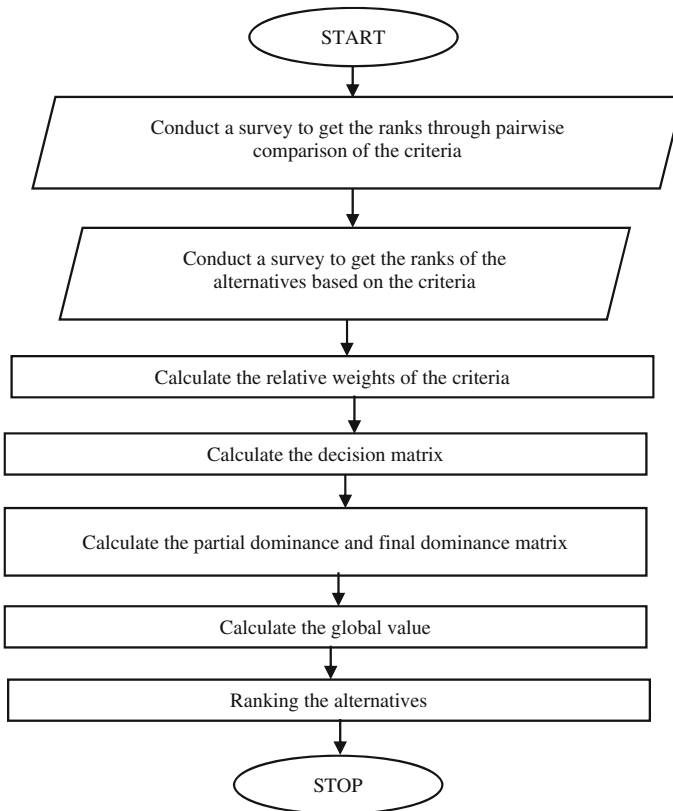 START
Conduct a survey to get the ranks through pairwise
comparison of the criteria
Conduct a survey to get the ranks of the
alternatives based on the criteria
Calculate the relative weights of the criteria
Calculate the decision matrix
Calculate the partial dominance and final dominance matrix
Calculate the global value
Ranking the alternatives
STOP